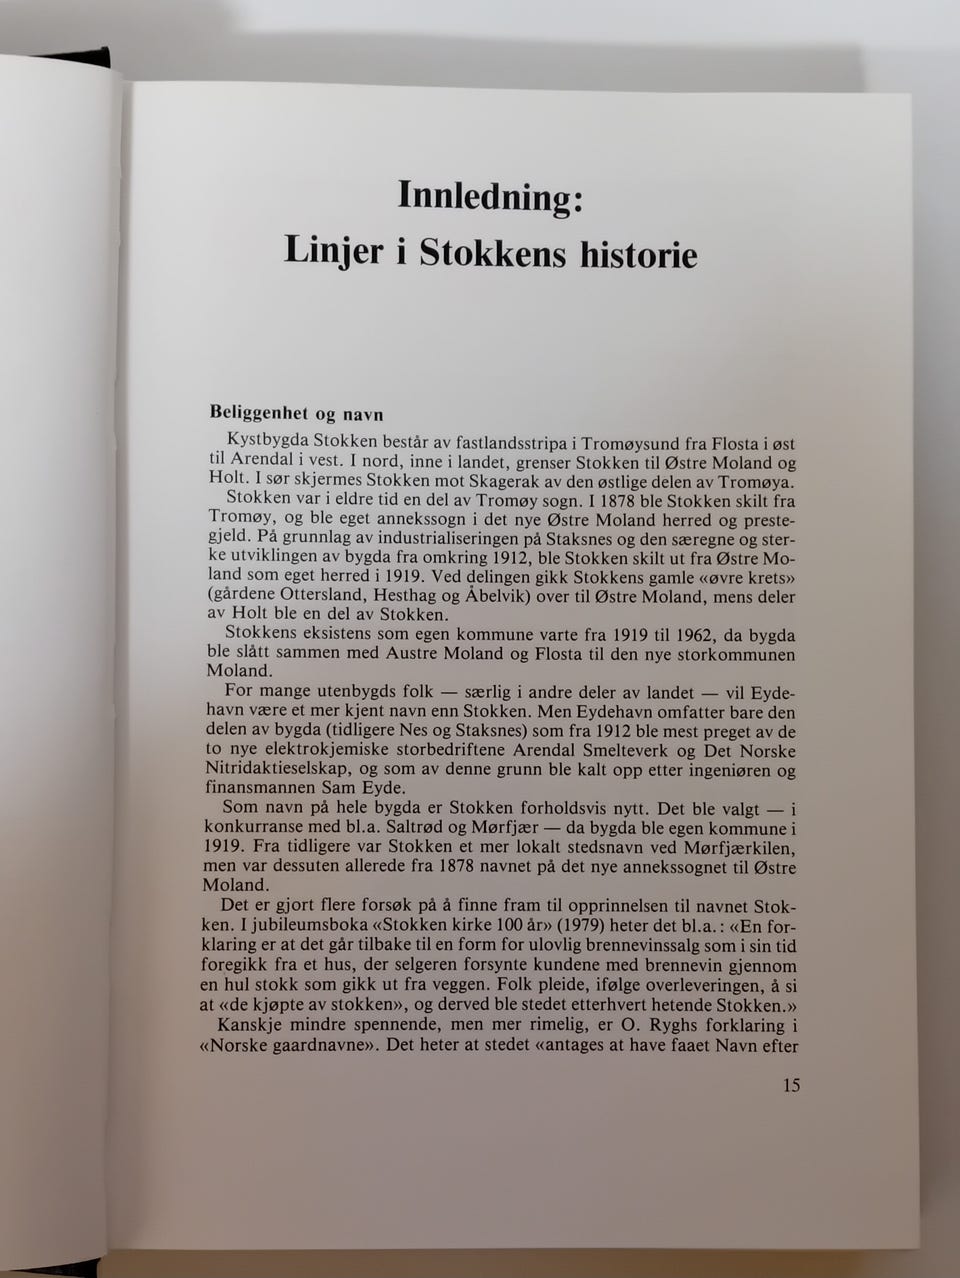 Innledning:
Linjer i Stokkens historie
Beliggenhet og navn
Kystbygda Stokken består av fastlandsstripa i Tromøysund fra Flosta i øst
til Arendal i vest. I nord, inne i landet, grenser Stokken til Østre Moland og
Holt. I sør skjermes Stokken mot Skagerak av den østlige delen av Tromøya.
Stokken var i eldre tid en del av Tromøy sogn. I 1878 ble Stokken skilt fra
Tromøy, og ble eget annekssogn i det nye Østre Moland herred og preste-
gjeld. På grunnlag av industrialiseringen på Staksnes og den særegne og ster-
ke utviklingen av bygda fra omkring 1912, ble Stokken skilt ut fra Østre Mo-
land som eget herred i 1919. Ved delingen gikk Stokkens gamle «øvre krets»
(gårdene Ottersland, Hesthag og Åbelvik) over til Østre Moland, mens deler
av Holt ble en del av Stokken.
Stokkens eksistens som egen kommune varte fra 1919 til 1962, da bygda
ble slått sammen med Austre Moland og Flosta til den nye storkommunen
Moland.
For mange utenbygds folk — særlig i andre deler av landet — vil Eyde-
havn være et mer kjent navn enn Stokken. Men Eydehavn omfatter bare den
delen av bygda (tidligere Nes og Staksnes) som fra 1912 ble mest preget av de
to nye elektrokjemiske storbedriftene Arendal Smelteverk og Det Norske
Nitridaktieselskap, og som av denne grunn ble kalt opp etter ingeniøren og
finansmannen Sam Eyde.
Som navn på hele bygda er Stokken forholdsvis nytt. Det ble valgt — i
konkurranse med bl.a. Saltrød og Mørfjær — da bygda ble egen kommune i
1919. Fra tidligere var Stokken et mer lokalt stedsnavn ved Mørfjærkilen,
men var dessuten allerede fra 1878 navnet på det nye annekssognet til Østre
Moland.
Det er gjort flere forsøk på å finne fram til opprinnelsen til navnet Stok-
ken. I jubileumsboka «Stokken kirke 100 år» (1979) heter det bl.a.: «En for-
klaring er at det går tilbake til en form for ulovlig brennevinssalg som i sin tid
foregikk fra et hus, der selgeren forsynte kundene med brennevin gjennom
en hul stokk som gikk ut fra veggen. Folk pleide, ifølge overleveringen, å si
at «de kjøpte av stokken», og derved ble stedet etterhvert hetende Stokken.»
Kanskje mindre spennende, men mer rimelig, er O. Ryghs forklaring i
«Norske gaardnavne». Det heter at stedet «antages at have faaet Navn efter
15